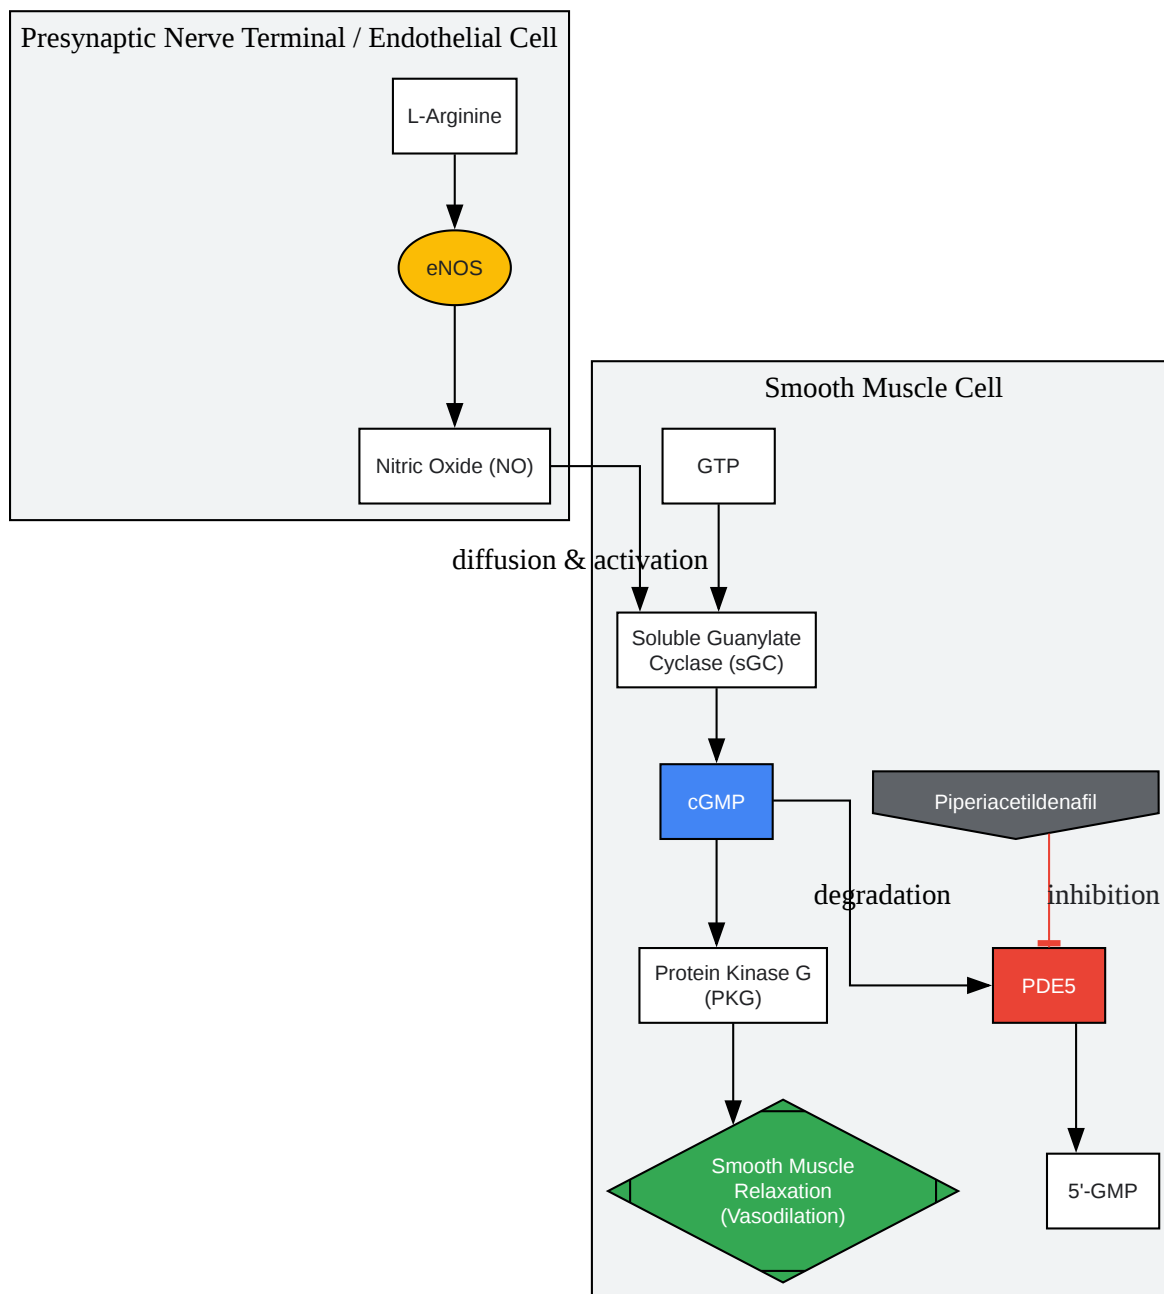 Presynaptic Nerve Terminal / Endothelial Cell
L-Arginine
eNOS
Nitric Oxide (NO)
Smooth Muscle Cell
GTP
diffusion & activation
Soluble Guanylate
Cyclase (sGC)
cGMP
Piperiacetildenafil
degradation
inhibition
Protein Kinase G
(PKG)
PDE5
Smooth Muscle
Relaxation
(Vasodilation)
5'-GMP